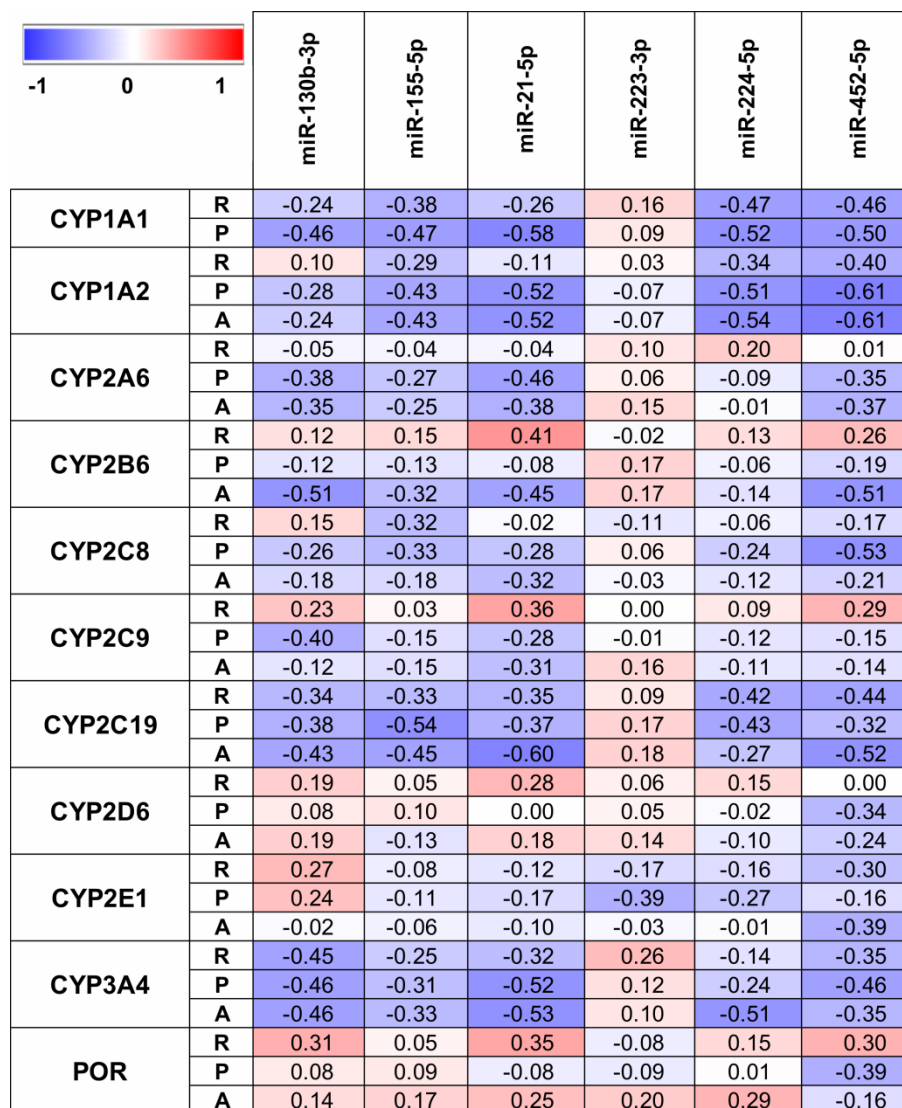 -1 0 1
miR-130b-3p miR-155-5p miR-21-5p miR-223-3p miR-224-5p miR-452-5p
CYP1A1 R -0.24 -0.38 -0.26 0.16 -0.47 -0.46
P -0.46 -0.47 -0.58 0.09 -0.52 -0.50
CYP1A2 R 0.10 -0.29 -0.11 0.03 -0.34 -0.40
P -0.28 -0.43 -0.52 -0.07 -0.51 -0.61
A -0.24 -0.43 -0.52 -0.07 -0.54 -0.61
CYP2A6 R -0.05 -0.04 -0.04 0.10 0.20 0.01
P -0.38 -0.27 -0.46 0.06 -0.09 -0.35
A -0.35 -0.25 -0.38 0.15 -0.01 -0.37
CYP2B6 R 0.12 0.15 0.41 -0.02 0.13 0.26
P -0.12 -0.13 -0.08 0.17 -0.06 -0.19
A -0.51 -0.32 -0.45 0.17 -0.14 -0.51
CYP2C8 R 0.15 -0.32 -0.02 -0.11 -0.06 -0.17
P -0.26 -0.33 -0.28 0.06 -0.24 -0.53
A -0.18 -0.18 -0.32 -0.03 -0.12 -0.21
CYP2C9 R 0.23 0.03 0.36 0.00 0.09 0.29
P -0.40 -0.15 -0.28 -0.01 -0.12 -0.15
A -0.12 -0.15 -0.31 0.16 -0.11 -0.14
CYP2C19 R -0.34 -0.33 -0.35 0.09 -0.42 -0.44
P -0.38 -0.54 -0.37 0.17 -0.43 -0.32
A -0.43 -0.45 -0.60 0.18 -0.27 -0.52
CYP2D6 R 0.19 0.05 0.28 0.06 0.15 0.00
P 0.08 0.10 0.00 0.05 -0.02 -0.34
A 0.19 -0.13 0.18 0.14 -0.10 -0.24
CYP2E1 R 0.27 -0.08 -0.12 -0.17 -0.16 -0.30
P 0.24 -0.11 -0.17 -0.39 -0.27 -0.16
A -0.02 -0.06 -0.10 -0.03 -0.01 -0.39
CYP3A4 R -0.45 -0.25 -0.32 0.26 -0.14 -0.35
P -0.46 -0.31 -0.52 0.12 -0.24 -0.46
A -0.46 -0.33 -0.53 0.10 -0.51 -0.35
POR R 0.31 0.05 0.35 -0.08 0.15 0.30
P 0.08 0.09 -0.08 -0.09 0.01 -0.39
A 0.14 0.17 0.25 0.20 0.29 -0.16